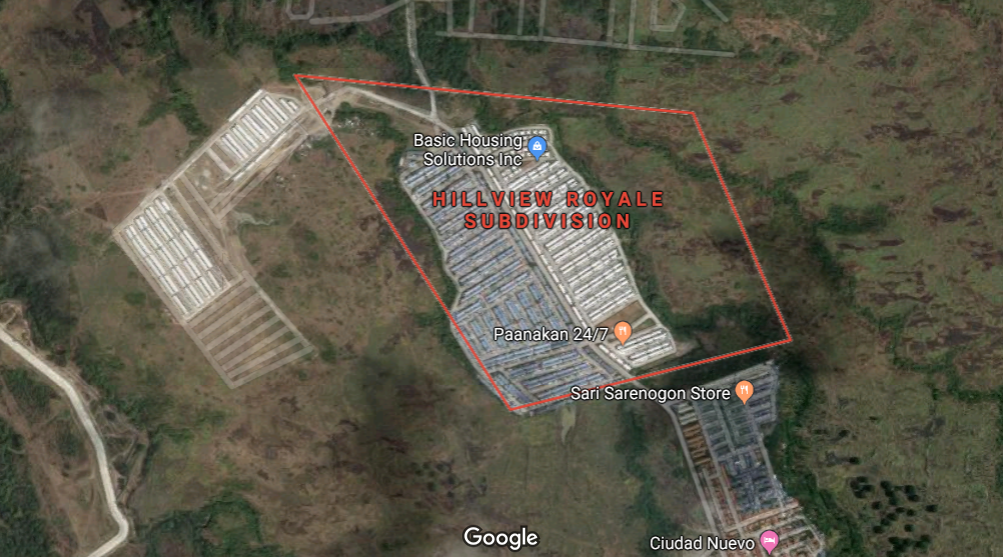 Basic Housing
Solutions Inc
HILLVIEW ROYALE
SUBDIVISION
Paanakan 24/7
Sari Sarenogon Store
Google
Ciudad Nuevo